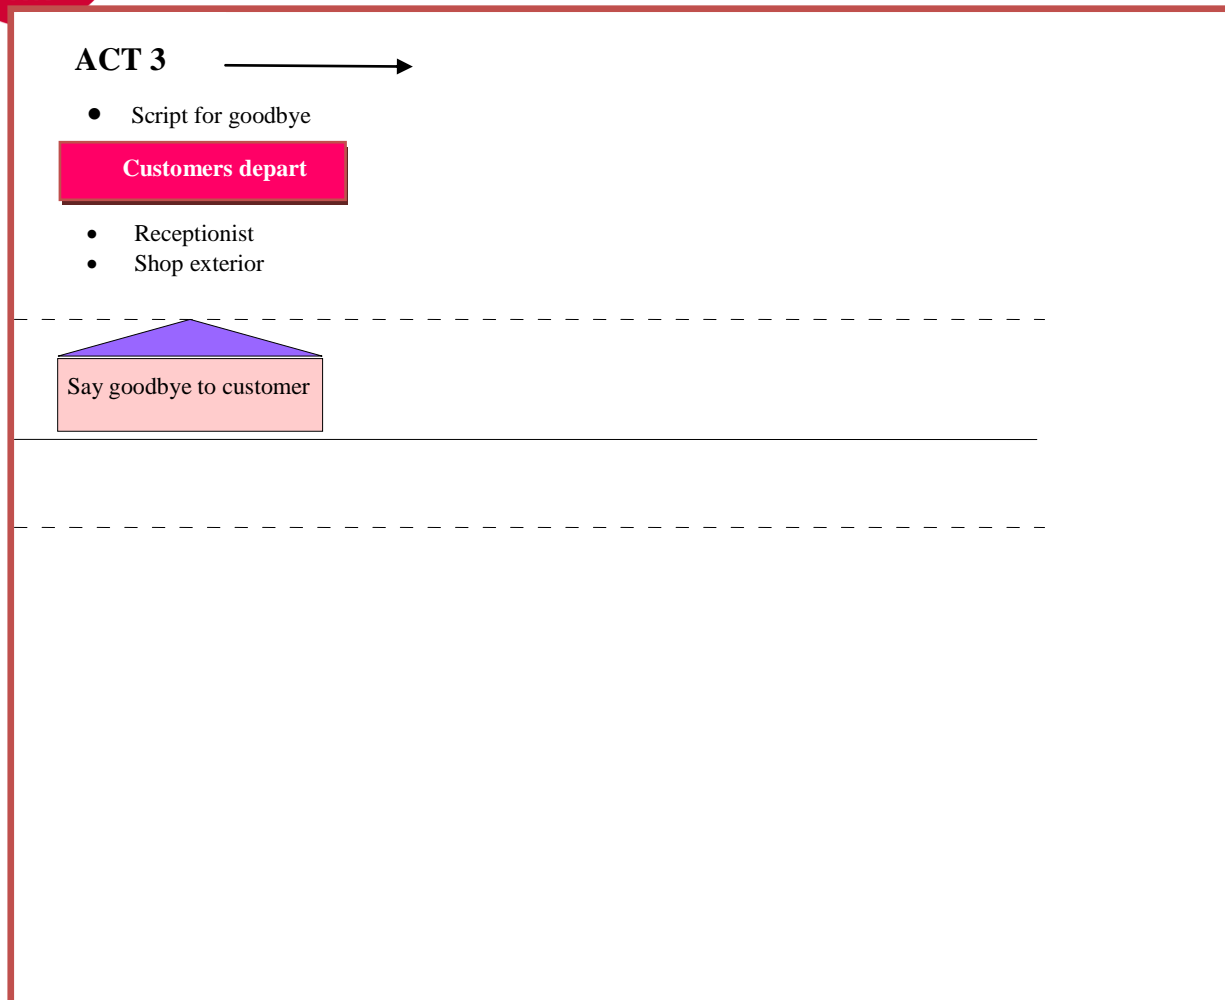 ACT 3
• Script for goodbye
Customers depart
• Receptionist
• Shop exterior
Say goodbye to customer